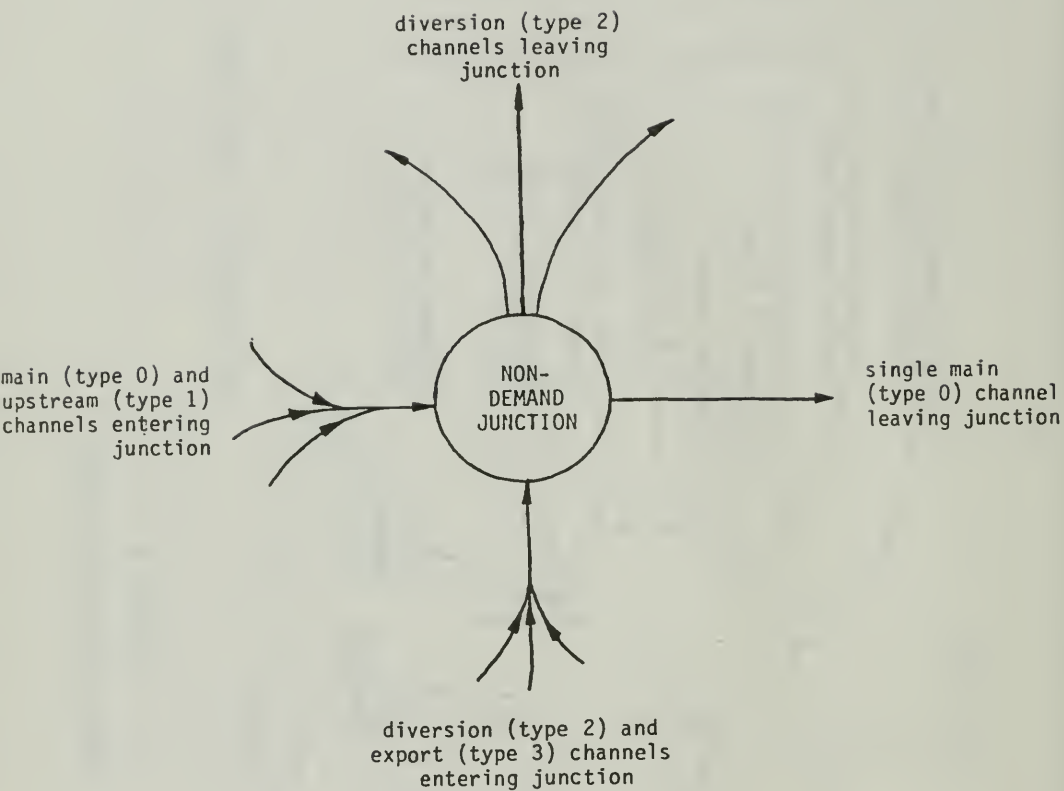 diversion (type 2)
channels leaving
junction
main (type 0) and
upstream (type 1)
channels entering
junction
NON-
DEMAND
JUNCTION
single main
(type 0) channel
leaving junction
diversion (type 2) and
export (type 3) channels
entering junction